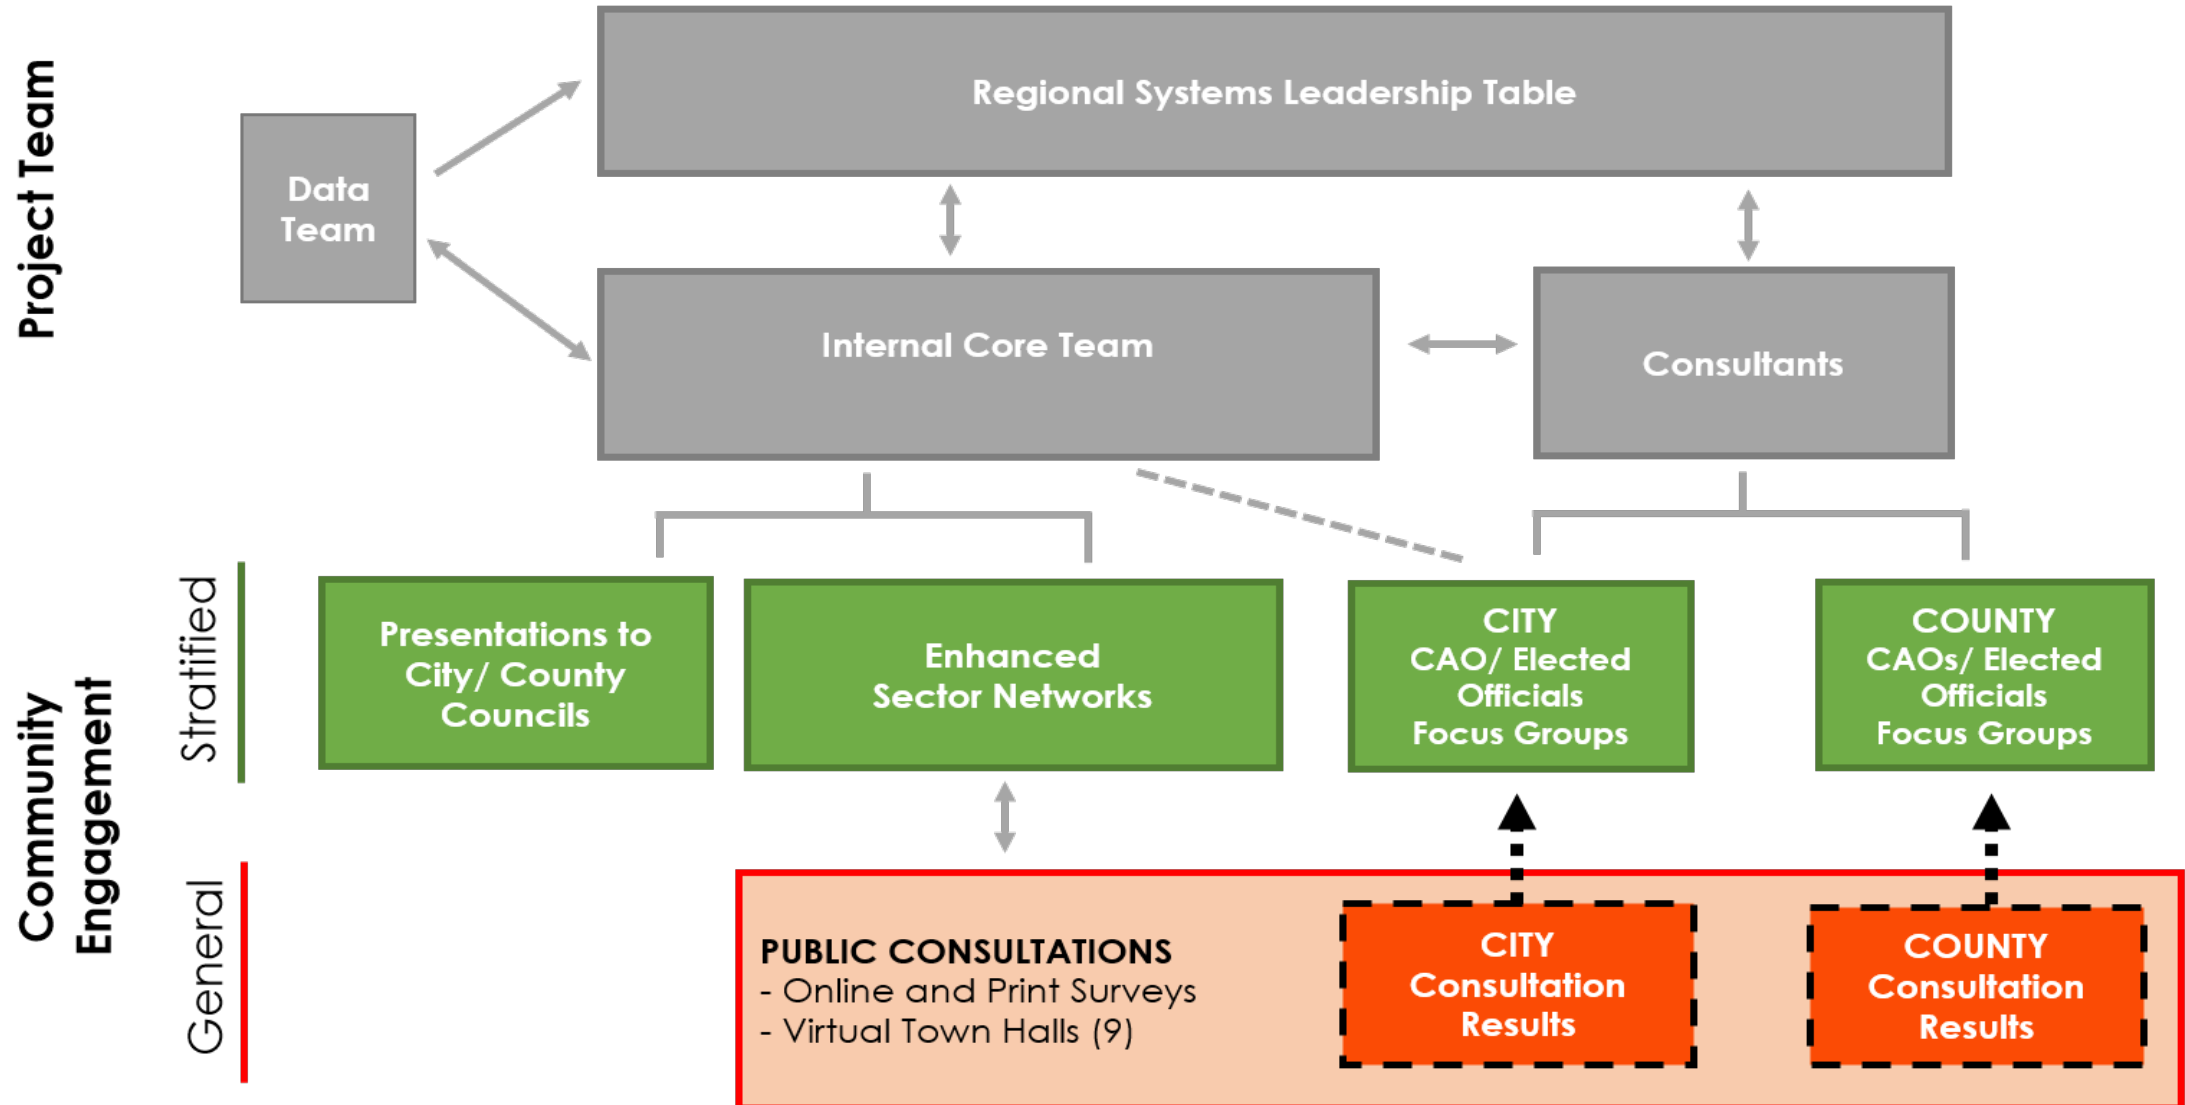 Project Team
Regional Systems Leadership Table
Data
Team
Internal Core Team
Consultants
Community
Engagement
Stratified
Presentations to
City/ County
Councils
Enhanced
Sector Networks
CITY
CAO/ Elected
Officials
Focus Groups
COUNTY
CAOs/ Elected
Officials
Focus Groups
General
PUBLIC CONSULTATIONS
- Online and Print Surveys
- Virtual Town Halls (9)
CITY
Consultation
Results
COUNTY
Consultation
Results